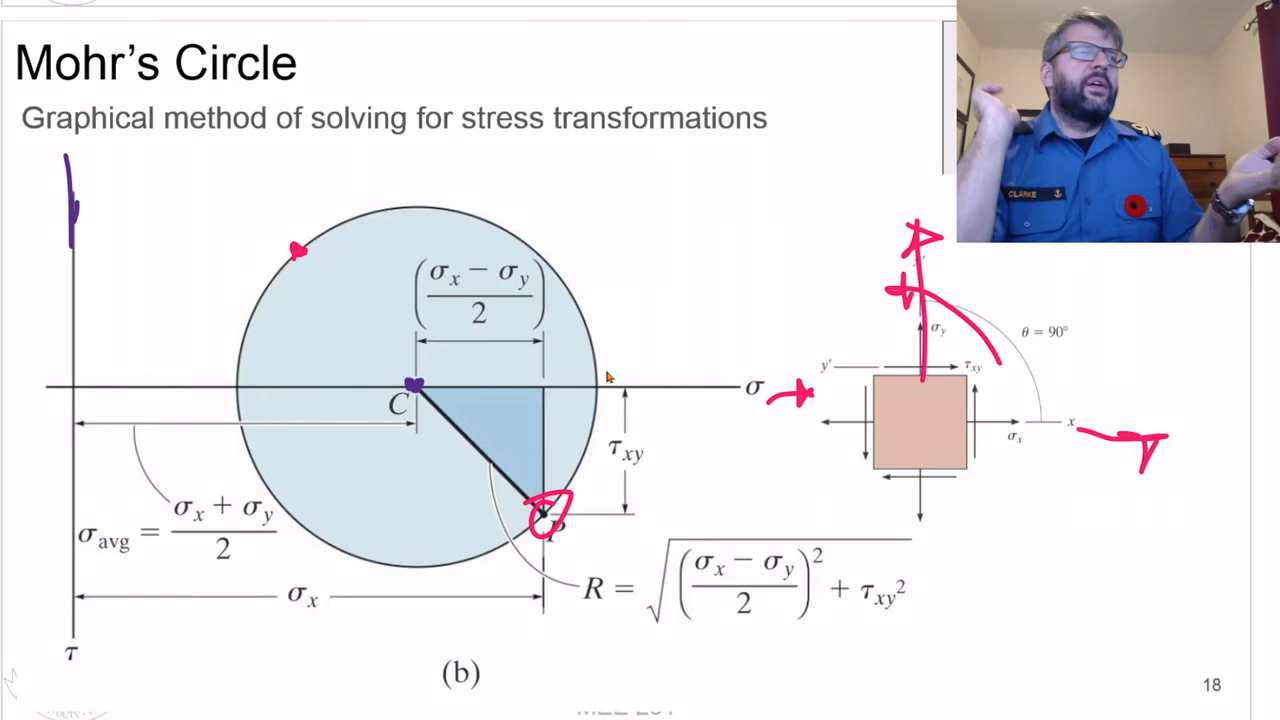 Mohr's Circle
Graphical method of solving for stress transformations
CLARKE
(σx − σy)
2
σy
θ = 90°
y′
τxy
σ
C
σx
x
τxy
σavg = σx + σy
2
P
R = √((σx − σy)/2)² + τxy²
σx
τ
(b)
18